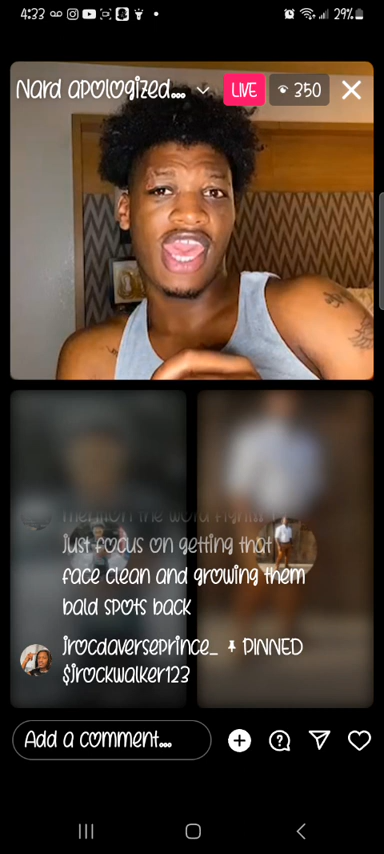 4:33
29%
Nard apologized...
LIVE
350
mention the word fight!!! I
just focus on getting that
face clean and growing them
bald spots back
jrocdaverseprince_ PINNED
$jrockwalker123
Add a comment...